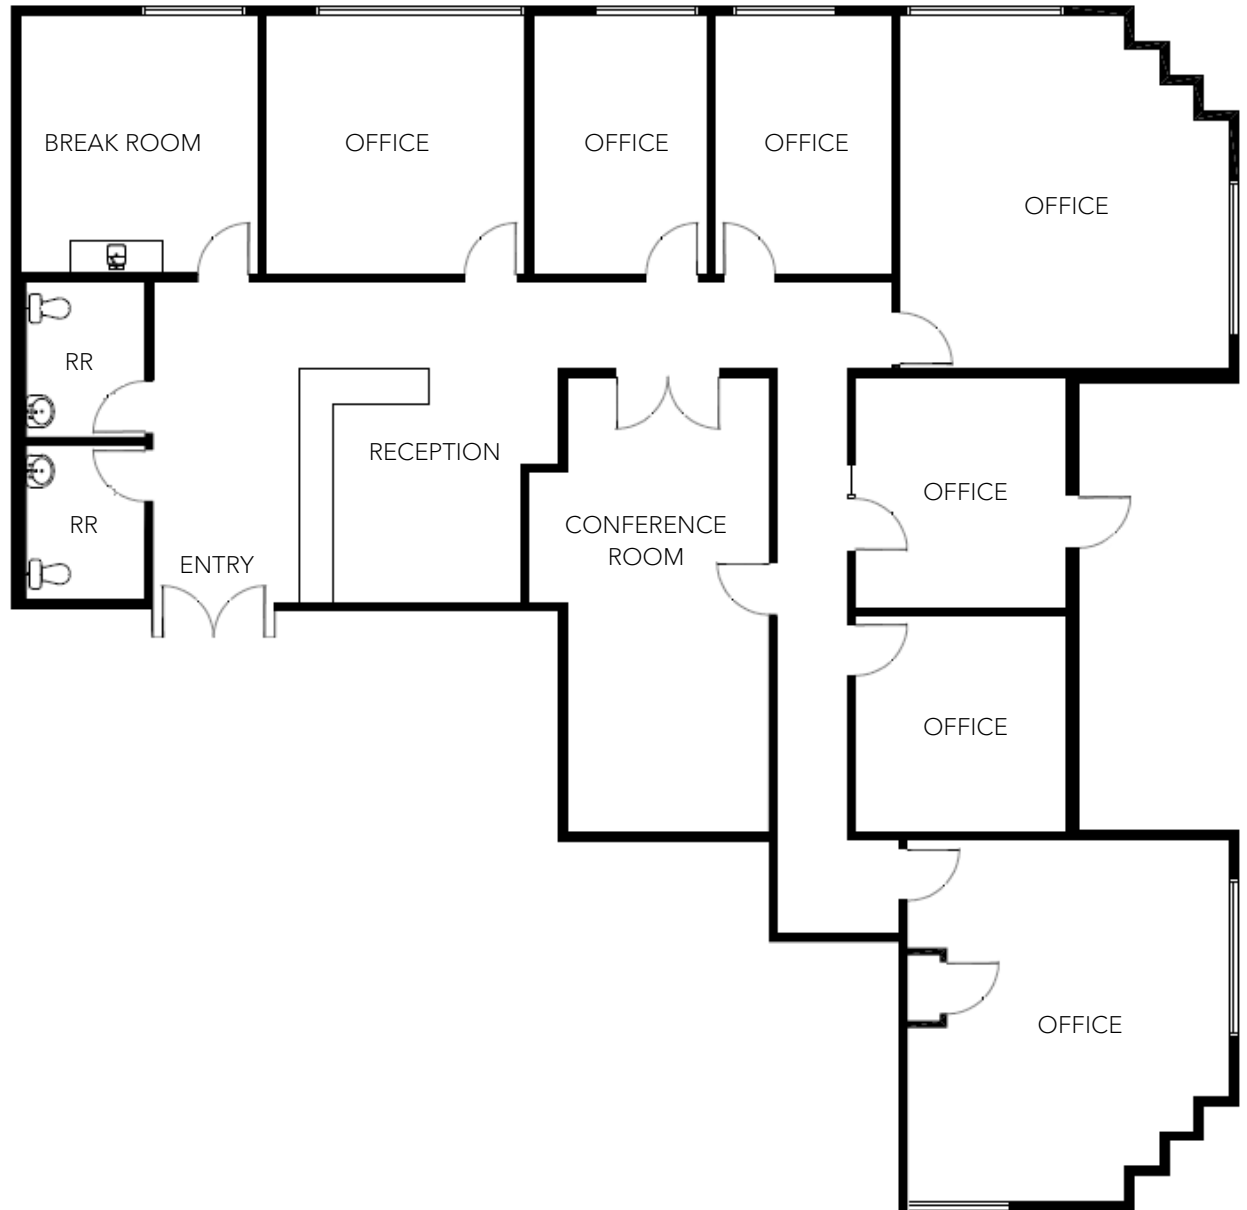 BREAK ROOM
OFFICE
OFFICE
OFFICE
OFFICE
RR
RECEPTION
OFFICE
RR
CONFERENCE
ROOM
ENTRY
OFFICE
OFFICE